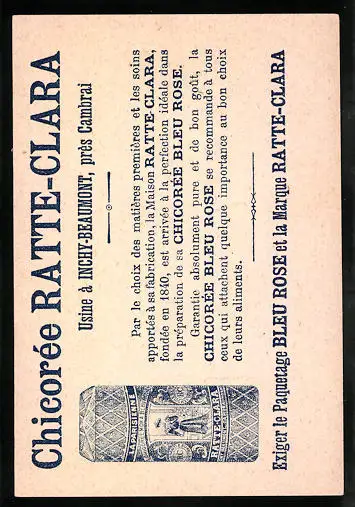 Chicorée RATTE-CLARA
Usine à INCHY-BEAUMONT, près Cambrai
Par le choix des matières premières et les soins
apportés à sa fabrication, la Maison RATTE-CLARA,
fondée en 1840, est arrivée à la perfection idéale dans
la préparation de sa CHICORÉE BLEU ROSE.
Garantie absolument pure et de bon goût, la
CHICORÉE BLEU ROSE se recommande à tous
ceux qui attachent quelque importance au bon choix
de leurs aliments.
LA PARISIENNE
RATTE-CLARA
Exiger le Paquetage BLEU ROSE et la Marque RATTE-CLARA